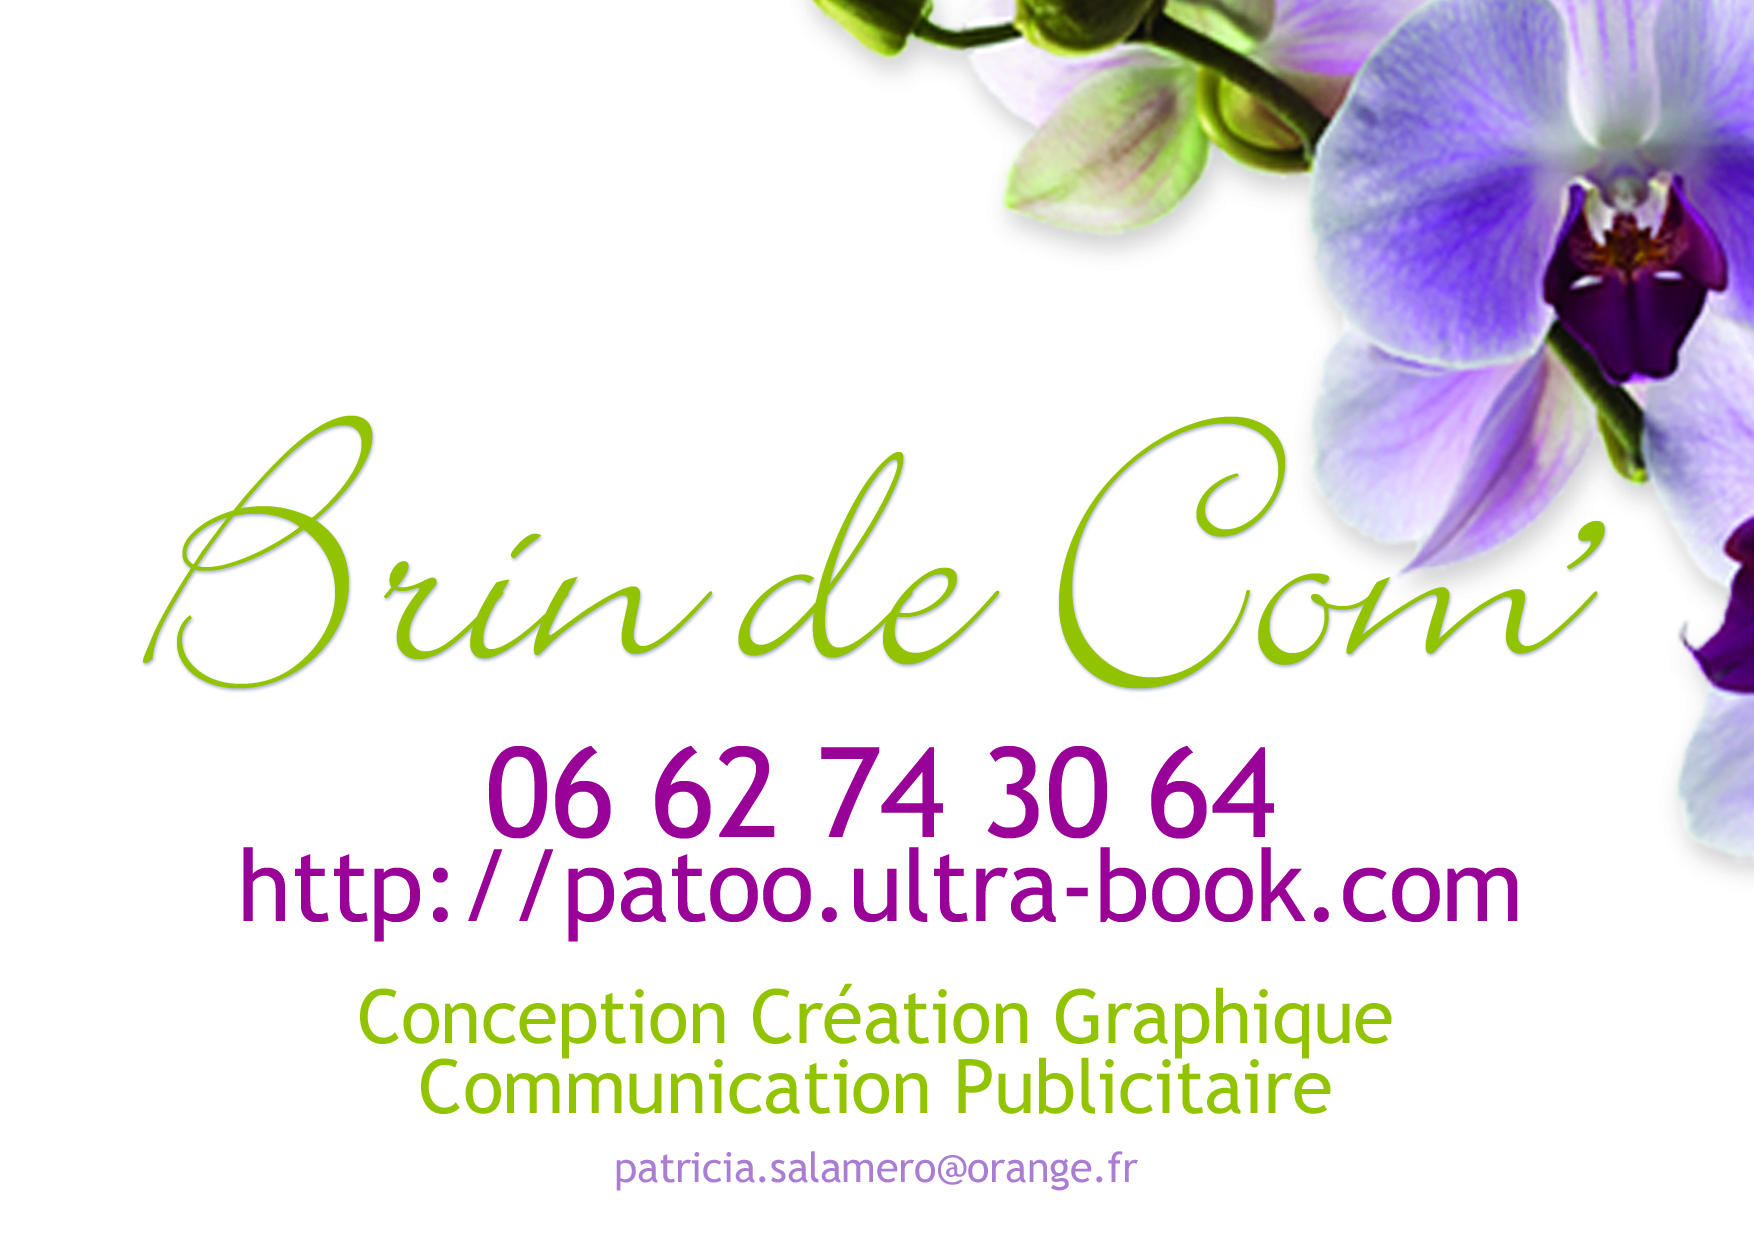 Brin de Com'
06 62 74 30 64
http://patoo.ultra-book.com
Conception Création Graphique
Communication Publicitaire
patricia.salamero@orange.fr